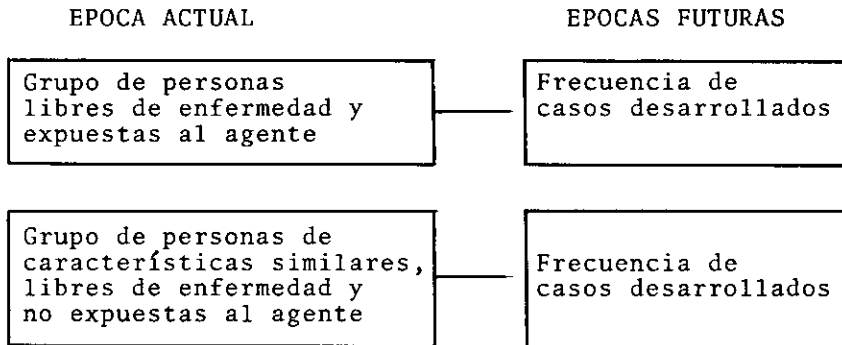 EPOCA ACTUAL
EPOCAS FUTURAS
Grupo de personas
libres de enfermedad y
expuestas al agente
Frecuencia de
casos desarrollados
Grupo de personas de
características similares,
libres de enfermedad y
no expuestas al agente
Frecuencia de
casos desarrollados